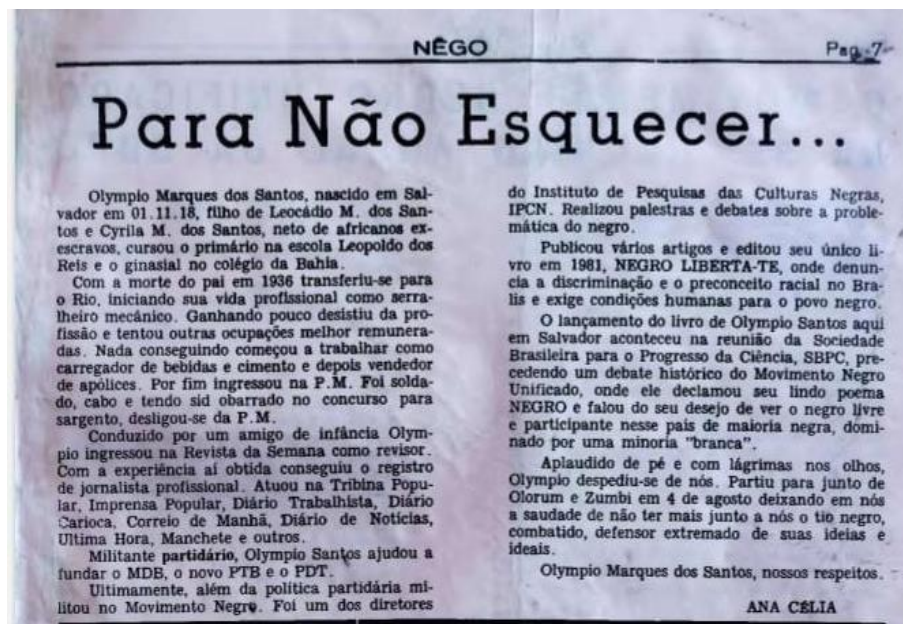 NÊGO
Pag-7-
Para Não Esquecer...
Olympio Marques dos Santos, nascido em Sal-
vador em 01.11.18, filho de Leocádio M. dos San-
tos e Cyrila M. dos Santos, neto de africanos ex-
escravos, cursou o primário na escola Leopoldo dos
Reis e o ginasial no colégio da Bahia.
Com a morte do pai em 1936 transferiu-se para
o Rio, iniciando sua vida profissional como serra-
lheiro mecânico. Ganhando pouco desistiu da pro-
fissão e tentou outras ocupações melhor remunera-
das. Nada conseguindo começou a trabalhar como
carregador de bebidas e cimento e depois vendedor
de apólices. Por fim ingressou na P.M. Foi solda-
do, cabo e tendo sid obarrado no concurso para
sargento, desligou-se da P.M.
Conduzido por um amigo de infância Olym-
pio ingressou na Revista da Semana como revisor.
Com a experiência aí obtida conseguiu o registro
de jornalista profissional. Atuou na Tribina Popu-
lar, Imprensa Popular, Diário Trabalhista, Diário
Carioca, Correio de Manhã, Diário de Notícias,
Ultima Hora, Manchete e outros.
Militante partidário, Olympio Santos ajudou a
fundar o MDB, o novo PTB e o PDT.
Ultimamente, além da política partidária mi-
litou no Movimento Negro. Foi um dos diretores
do Instituto de Pesquisas das Culturas Negras,
IPCN. Realizou palestras e debates sobre a proble-
mática do negro.
Publicou vários artigos e editou seu único li-
vro em 1981, NEGRO LIBERTA-TE, onde denun-
cia a discriminação e o preconceito racial no Bra-
lis e exige condições humanas para o povo negro.
O lançamento do livro de Olympio Santos aqui
em Salvador aconteceu na reunião da Sociedade
Brasileira para o Progresso da Ciência, SBPC, pre-
cedendo um debate histórico do Movimento Negro
Unificado, onde ele declamou seu lindo poema
NEGRO e falou do seu desejo de ver o negro livre
e participante nesse pais de maioria negra, domi-
nado por uma minoria "branca".
Aplaudido de pé e com lágrimas nos olhos,
Olympio despediu-se de nós. Partiu para junto de
Olorum e Zumbi em 4 de agosto deixando em nós
a saudade de não ter mais junto a nós o tio negro,
combatido, defensor extremado de suas ideias e
ideais.
Olympio Marques dos Santos, nossos respeitos.
ANA CÉLIA